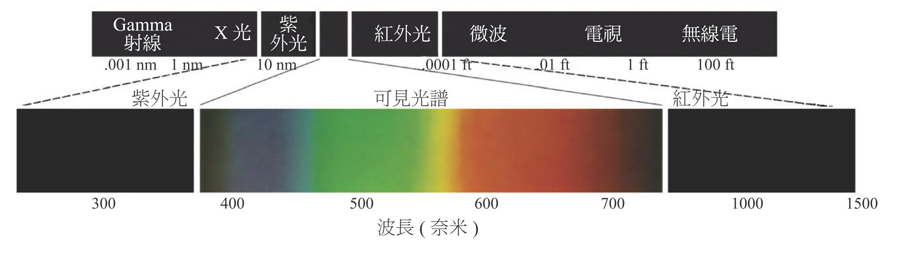 Gamma
射線
X 光
紫
外光
紅外光
微波
電視
無線電
.001 nm
1 nm
10 nm
.0001 ft
.01 ft
1 ft
100 ft
紫外光
可見光譜
紅外光
300
400
500
600
700
1000
1500
波長 ( 奈米 )